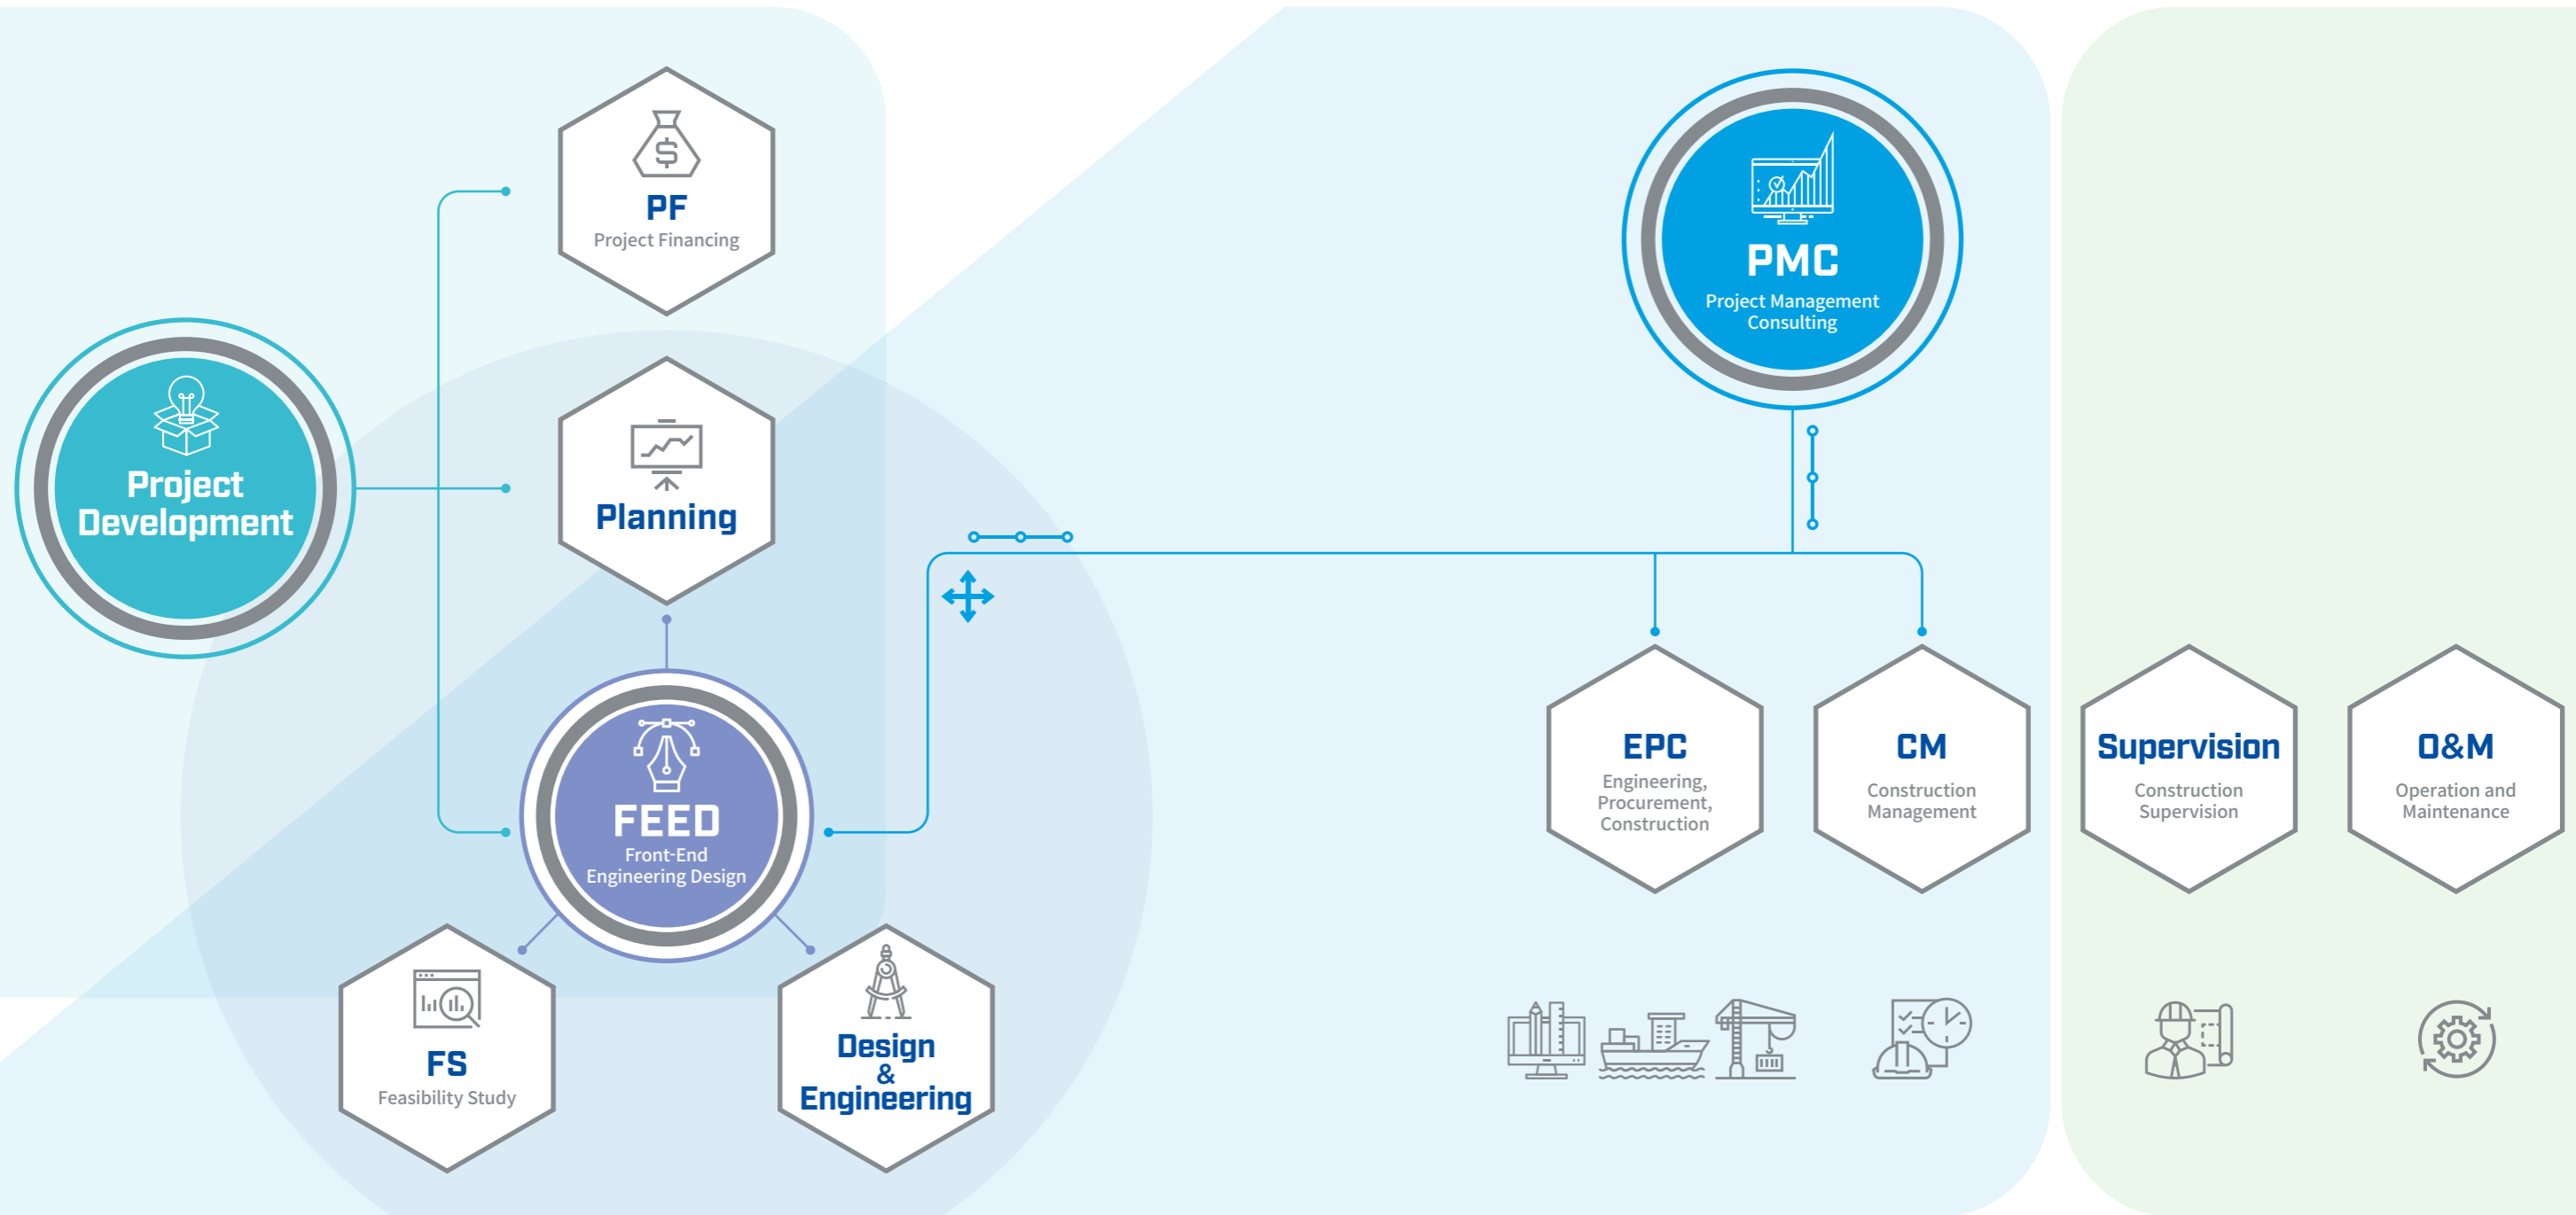 PF
Project Financing
Project
Development
Planning
FEED
Front-End
Engineering Design
FS
Feasibility Study
Design
&
Engineering
PMC
Project Management
Consulting
EPC
Engineering,
Procurement,
Construction
CM
Construction
Management
Supervision
Construction
Supervision
O&M
Operation and
Maintenance